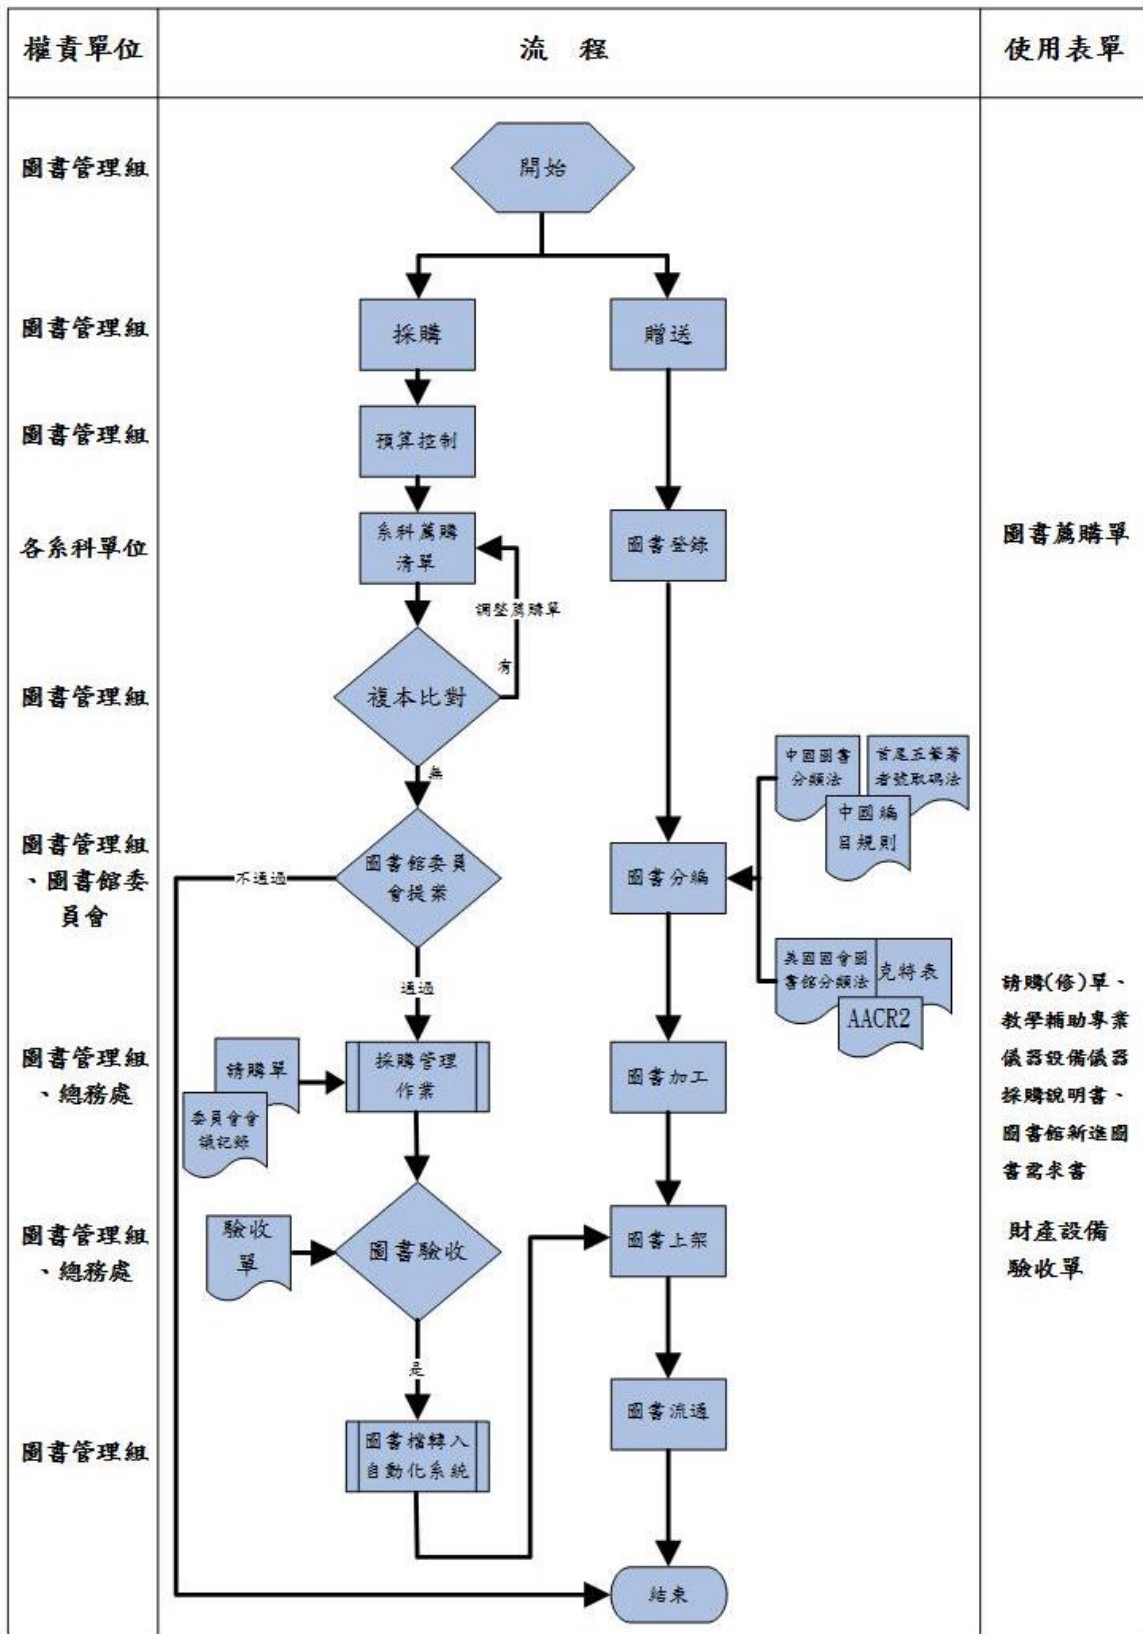 權責單位
流 程
使用表單
圖書管理組
開始
圖書管理組
採購
贈送
圖書管理組
預算控制
各系科單位
系科薦購
清單
圖書登錄
圖書薦購單
調整薦購單
有
圖書管理組
複本比對
無
中國圖書
分類法
首尾五筆著
者號取碼法
中國編
目規則
圖書管理組
、圖書館委
員會
不通過
圖書館委員
會提案
圖書分編
美國國會圖
書館分類法
克特表
AACR2
通過
圖書管理組
、總務處
請購單
委員會會
議記錄
採購管理
作業
圖書加工
請購(修)單、
教學輔助專業
儀器設備儀器
採購說明書、
圖書館新進圖
書需求書
圖書管理組
、總務處
驗收
單
圖書驗收
圖書上架
財產設備
驗收單
是
圖書管理組
圖書檔轉入
自動化系統
圖書流通
結束